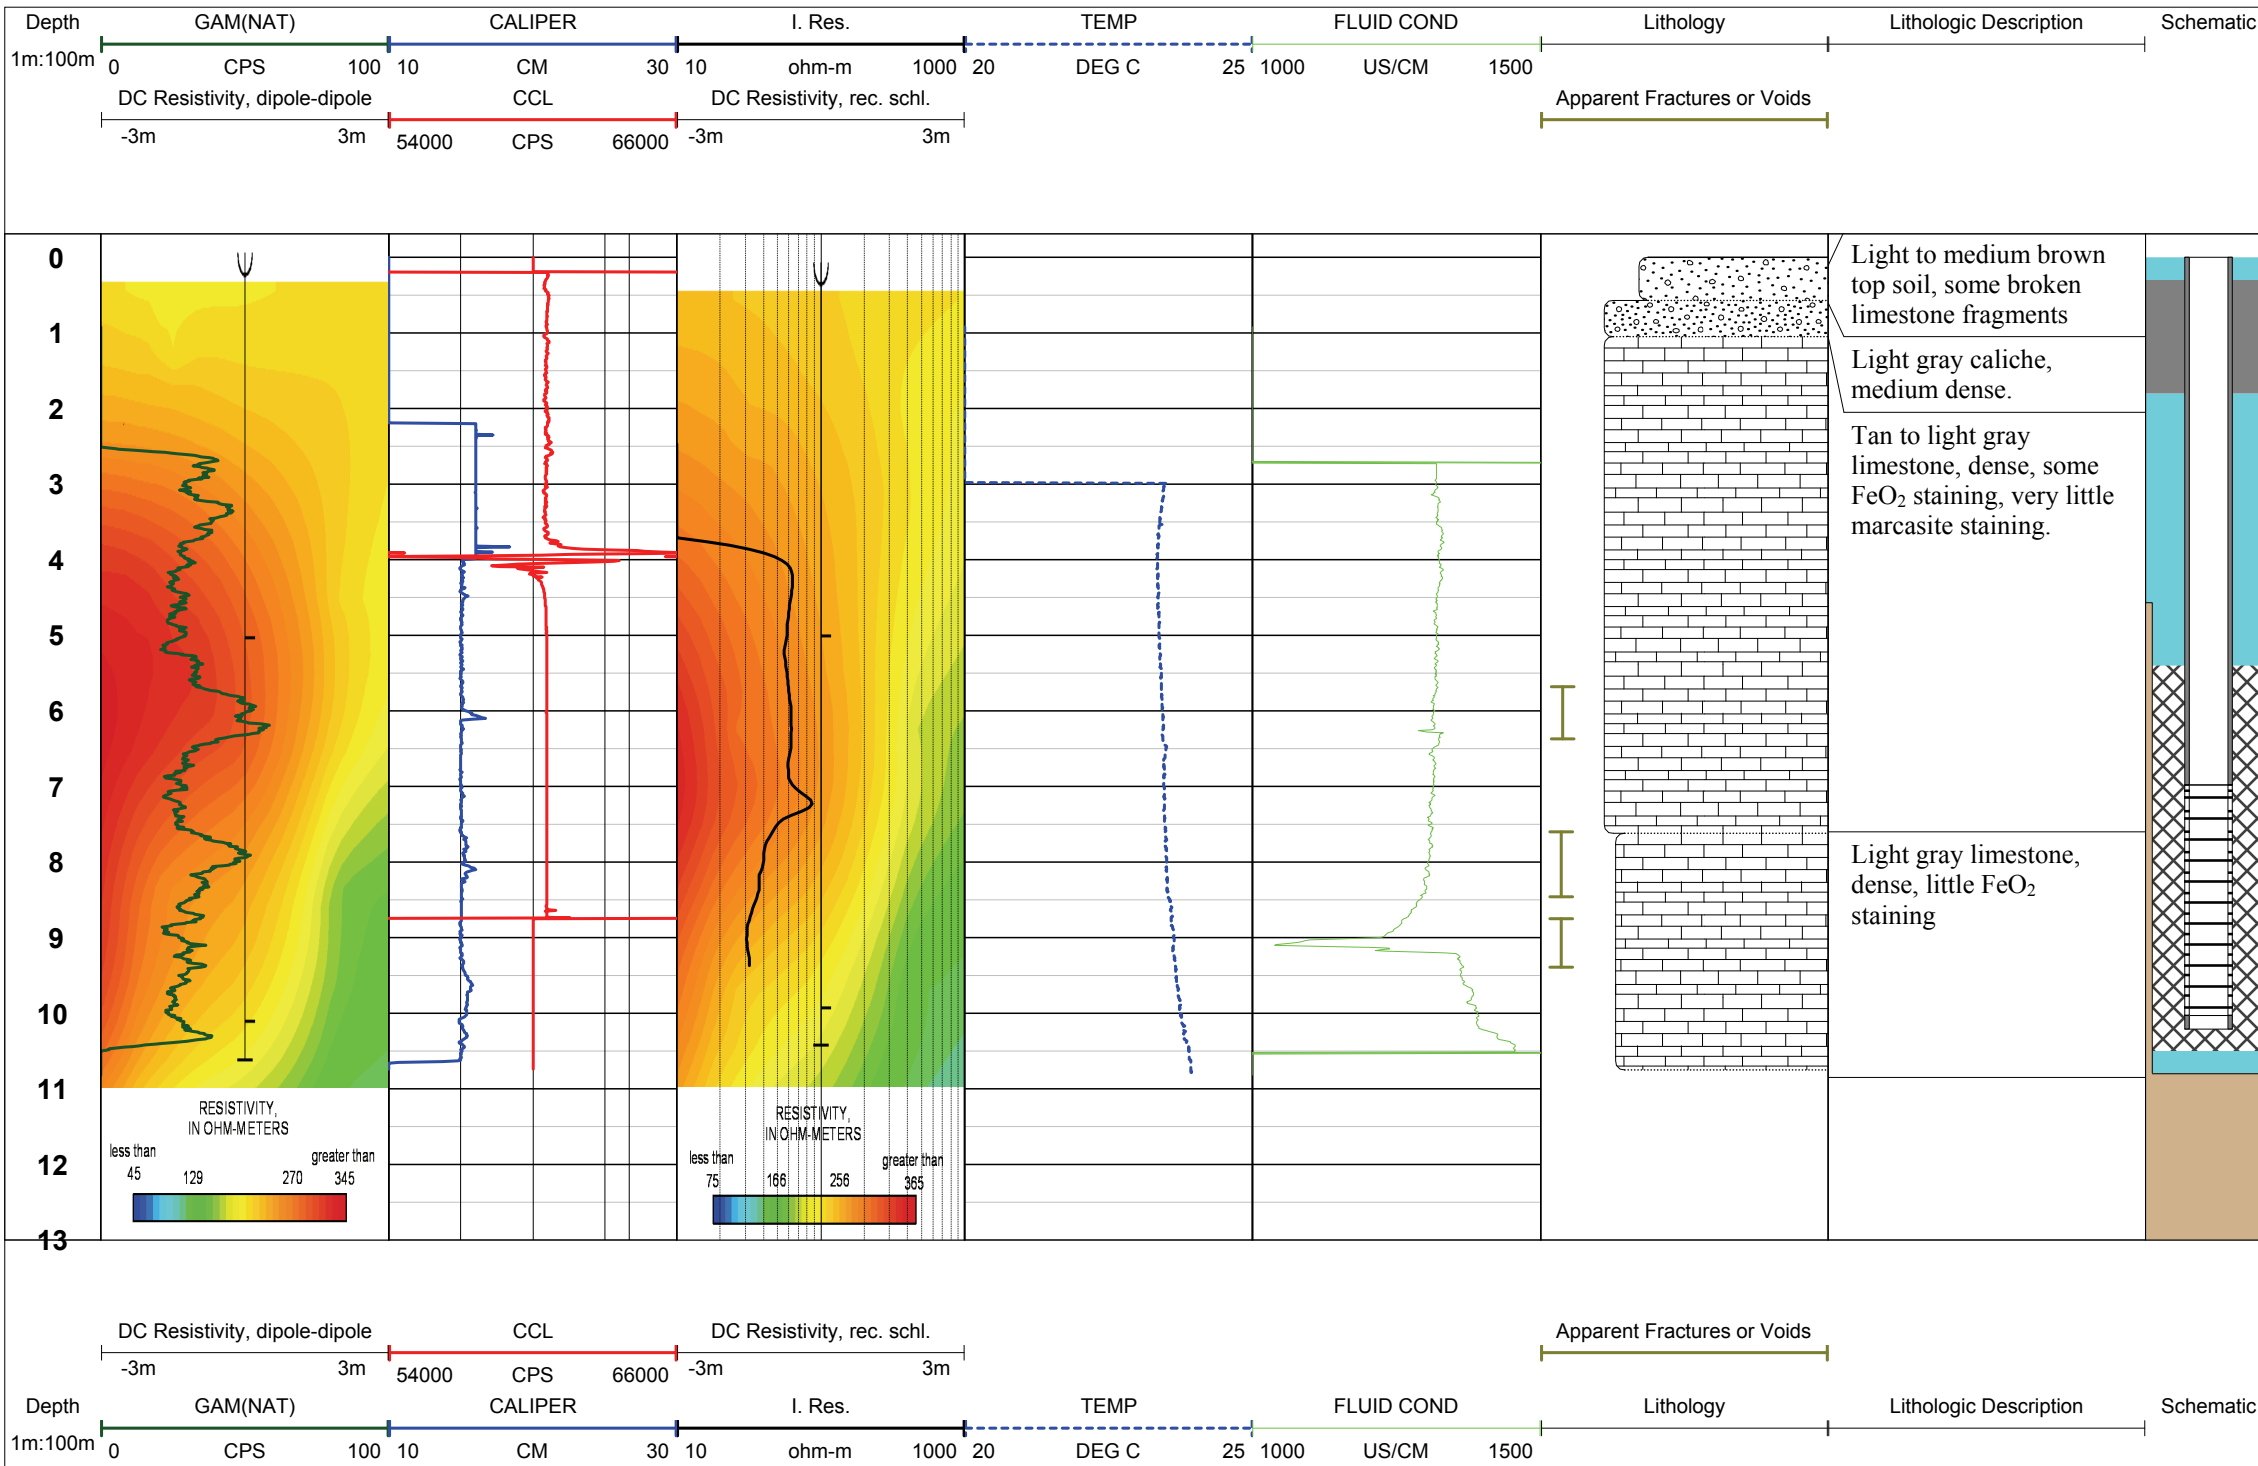 Depth GAM(NAT) CALIPER I. Res. TEMP FLUID COND Lithology Lithologic Description Schematic
1m:100m 0 CPS 100 10 CM 30 10 ohm-m 1000 20 DEG C 25 1000 US/CM 1500
DC Resistivity, dipole-dipole CCL DC Resistivity, rec. schl. Apparent Fractures or Voids
-3m 3m 54000 CPS 66000 -3m 3m
0
1
2
3
4
5
6
7
8
9
10
11
12
13
Light to medium brown
top soil, some broken
limestone fragments
Light gray caliche,
medium dense.
Tan to light gray
limestone, dense, some
FeO₂ staining, very little
marcasite staining.
Light gray limestone,
dense, little FeO₂
staining
RESISTIVITY,
IN OHM-METERS
less than greater than
45 129 270 345
RESISTIVITY,
IN OHM-METERS
less than greater than
75 166 256 365
DC Resistivity, dipole-dipole CCL DC Resistivity, rec. schl. Apparent Fractures or Voids
-3m 3m 54000 CPS 66000 -3m 3m
Depth GAM(NAT) CALIPER I. Res. TEMP FLUID COND Lithology Lithologic Description Schematic
1m:100m 0 CPS 100 10 CM 30 10 ohm-m 1000 20 DEG C 25 1000 US/CM 1500